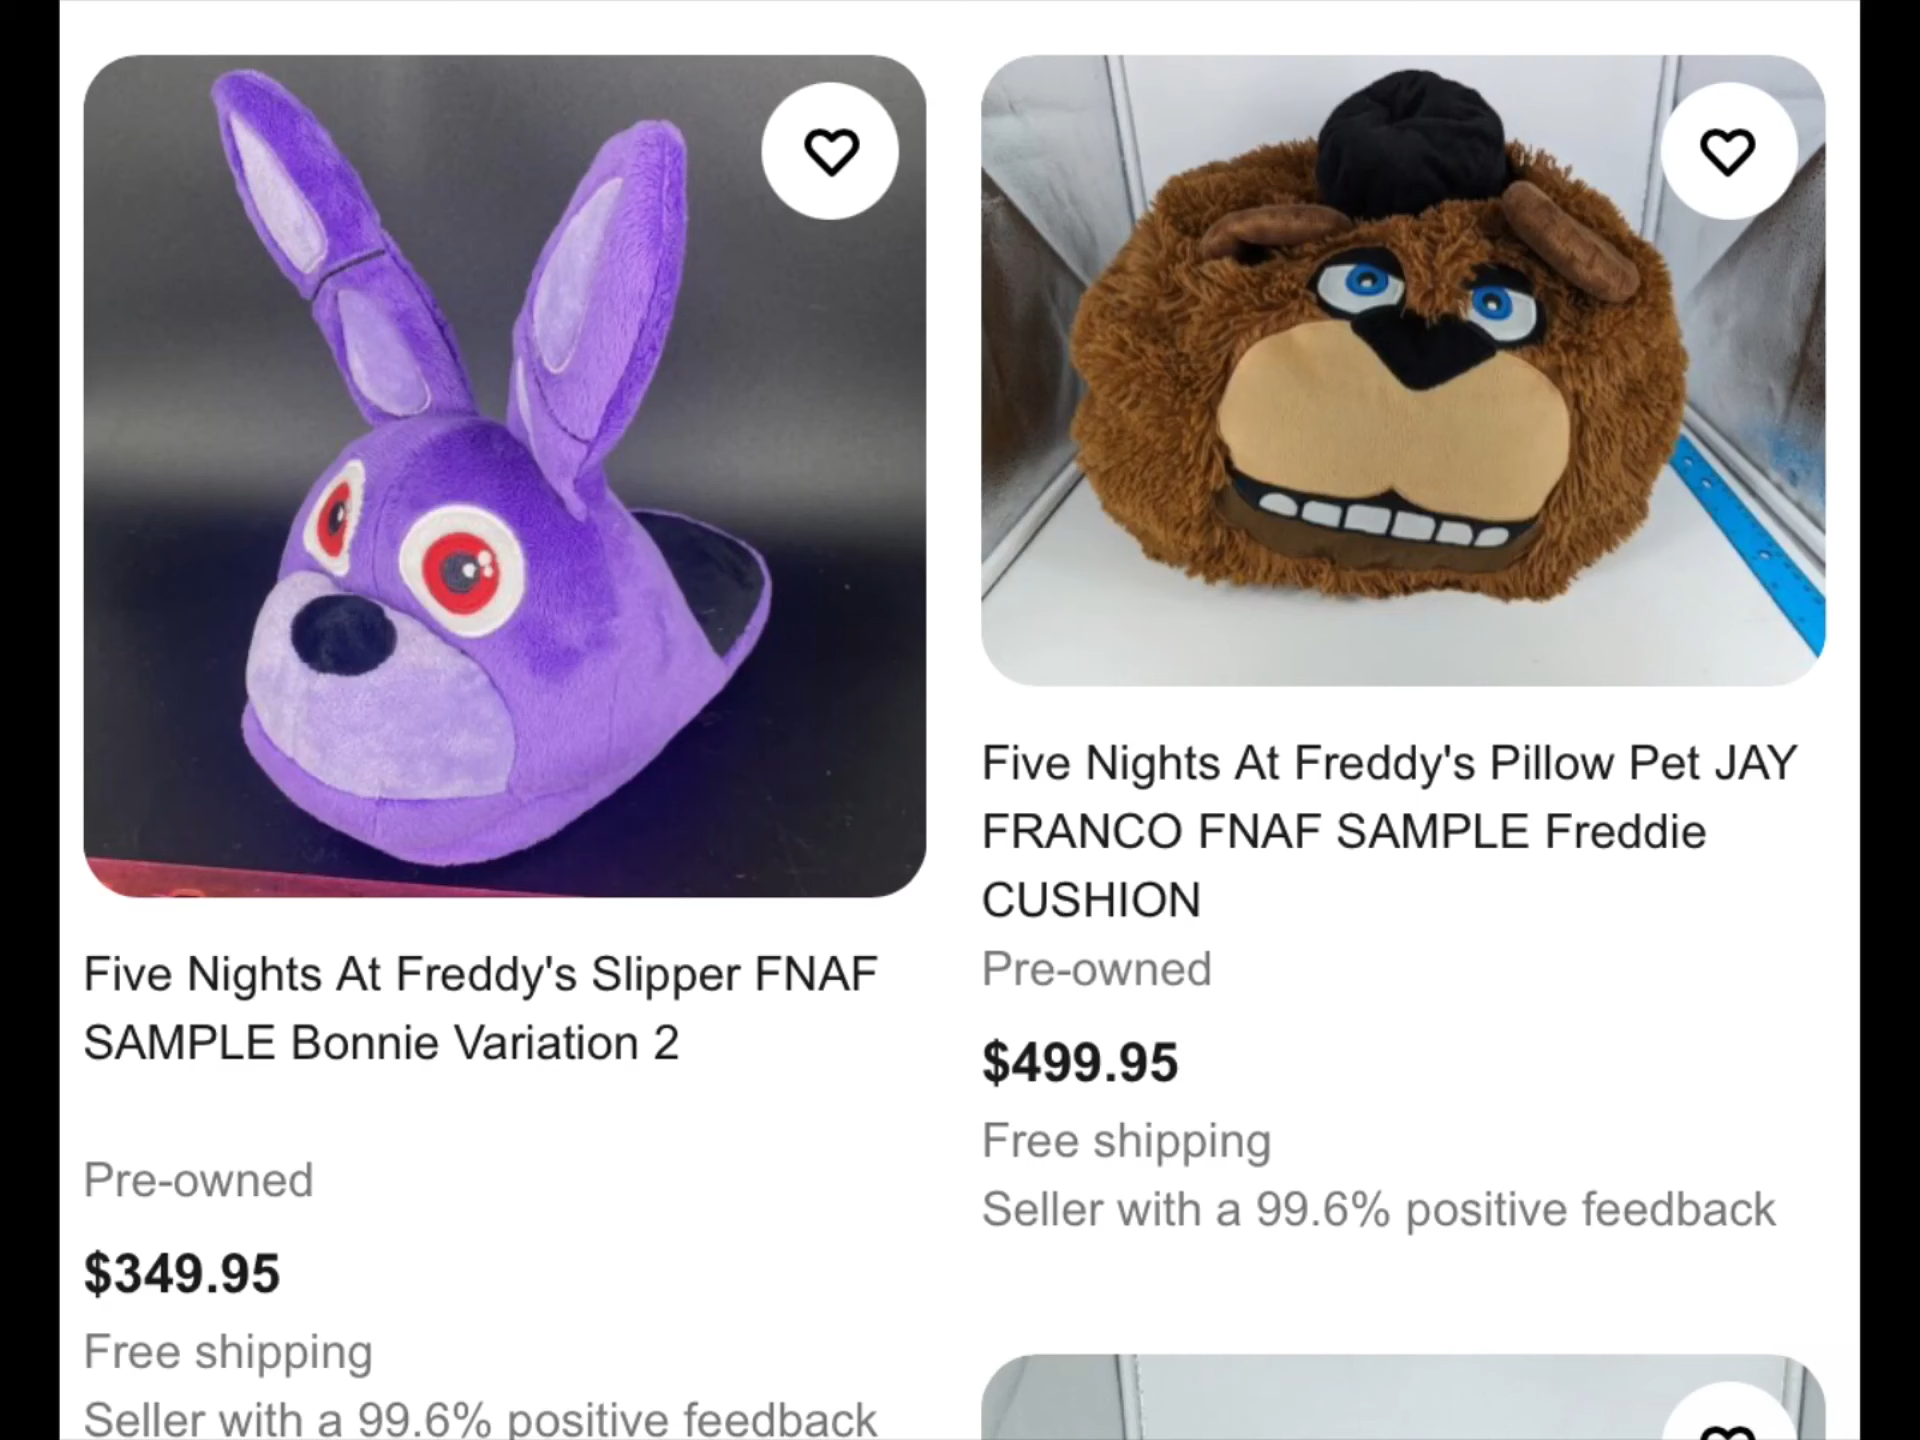 Five Nights At Freddy's Slipper FNAF
SAMPLE Bonnie Variation 2
Pre-owned
$349.95
Free shipping
Seller with a 99.6% positive feedback
Five Nights At Freddy's Pillow Pet JAY
FRANCO FNAF SAMPLE Freddie
CUSHION
Pre-owned
$499.95
Free shipping
Seller with a 99.6% positive feedback